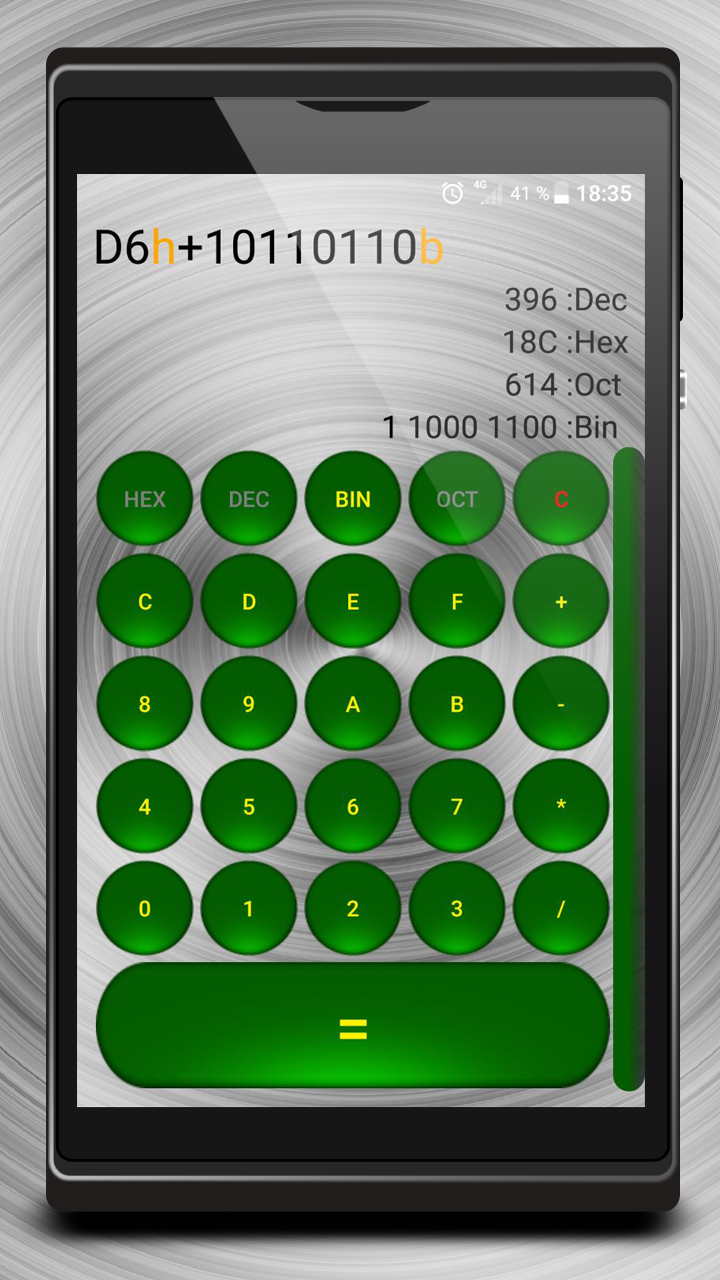 4G 41 % 18:35
D6h+10110110b
396 :Dec
18C :Hex
614 :Oct
1 1000 1100 :Bin
HEX DEC BIN OCT C
C D E F +
8 9 A B -
4 5 6 7 *
0 1 2 3 /
=